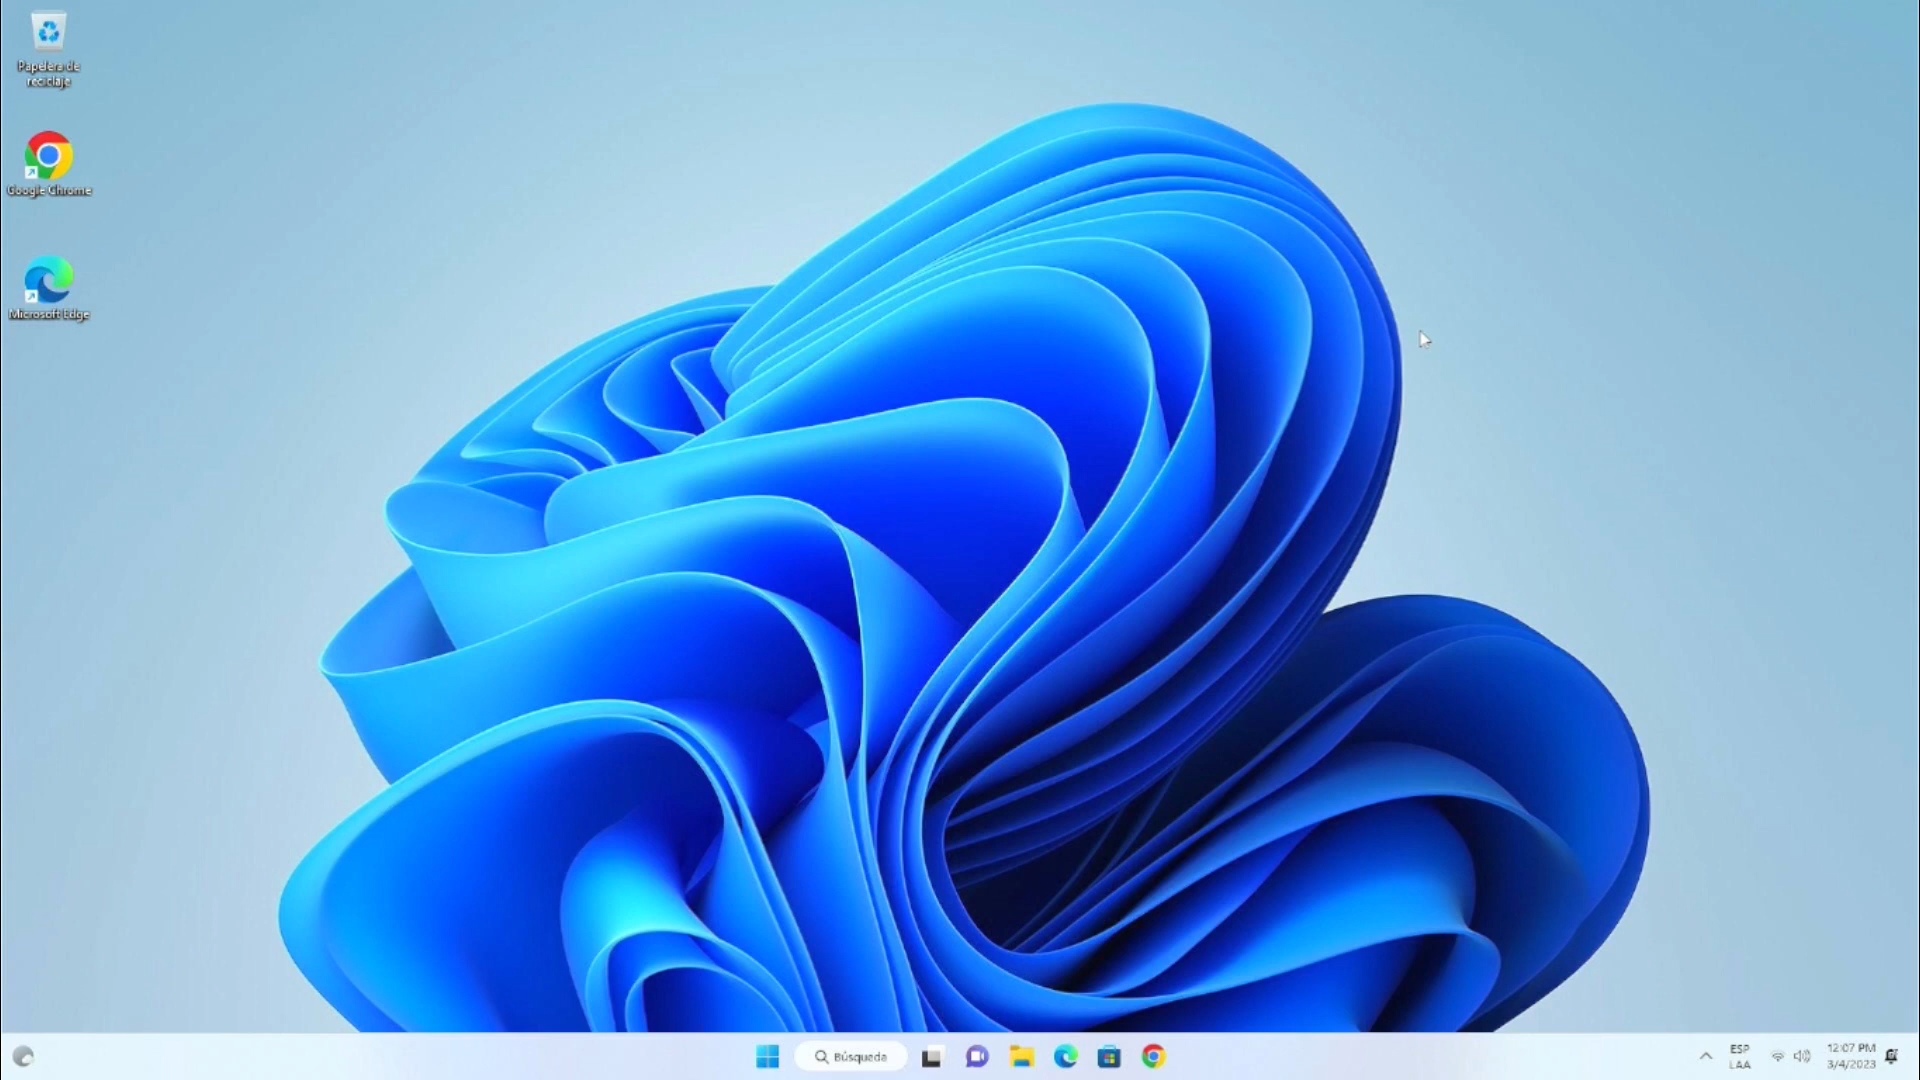 Papelera de
reciclaje
Google Chrome
Microsoft Edge
Búsqueda
ESP
LAA
12:07 PM
3/4/2023